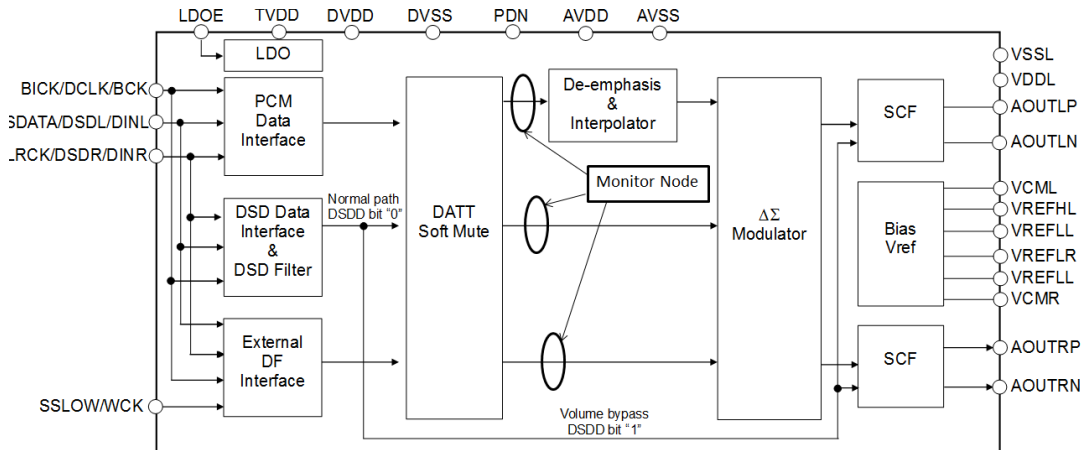 LDOE TVDD DVDD DVSS PDN AVDD AVSS
LDO
BICK/DCLK/BCK
SDATA/DSDL/DINL
LRCK/DSDR/DINR
SSLOW/WCK
PCM
Data
Interface
DSD Data
Interface
&
DSD Filter
External
DF
Interface
Normal path
DSDD bit “0”
DATT
Soft Mute
De-emphasis
&
Interpolator
Monitor Node
ΔΣ
Modulator
Volume bypass
DSDD bit “1”
SCF
Bias
Vref
SCF
VSSL
VDDL
AOUTLP
AOUTLN
VCML
VREFHL
VREFLL
VREFLR
VREFLL
VCMR
AOUTRP
AOUTRN